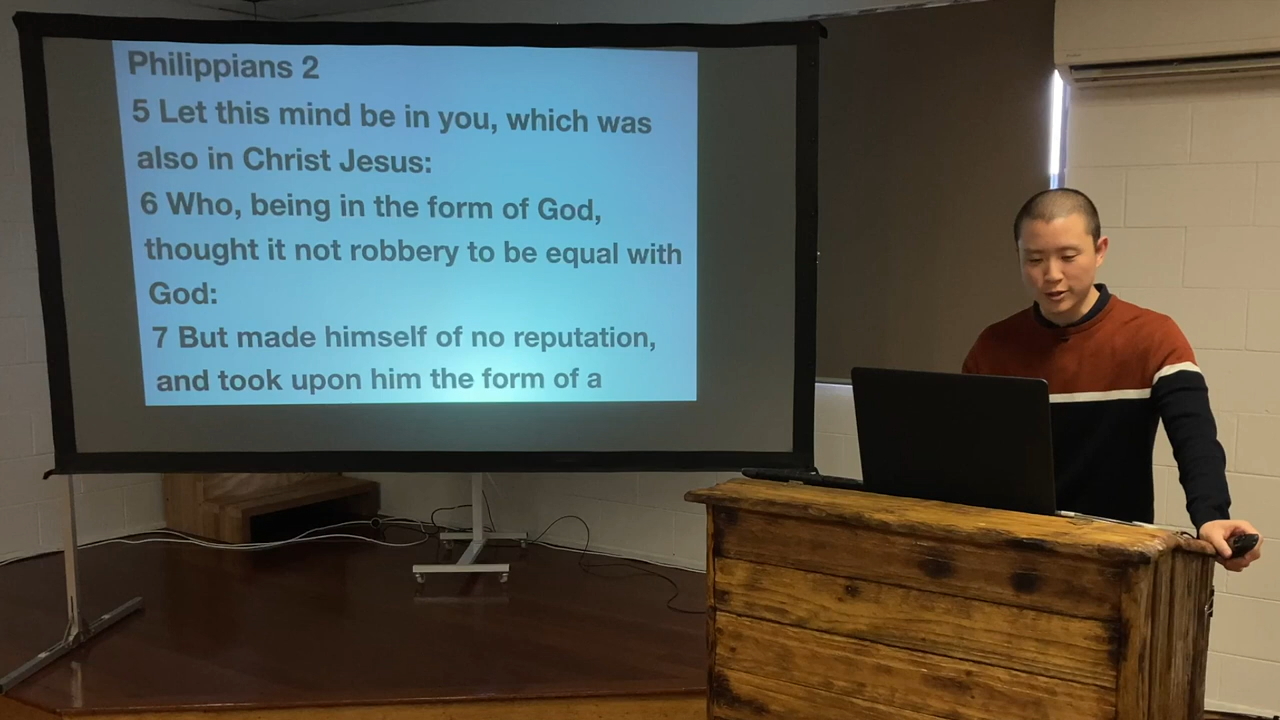 Philippians 2
5 Let this mind be in you, which was
also in Christ Jesus:
6 Who, being in the form of God,
thought it not robbery to be equal with
God:
7 But made himself of no reputation,
and took upon him the form of a